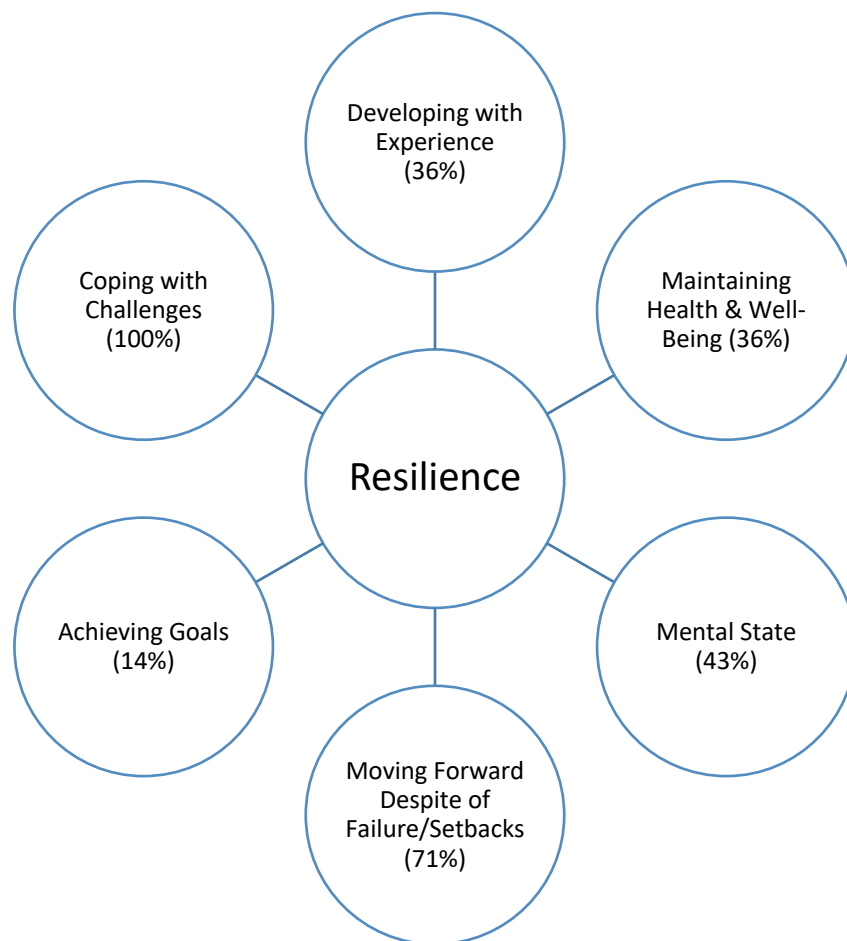 Developing with
Experience
(36%)
Coping with
Challenges
(100%)
Maintaining
Health & Well-
Being (36%)
Resilience
Achieving Goals
(14%)
Mental State
(43%)
Moving Forward
Despite of
Failure/Setbacks
(71%)